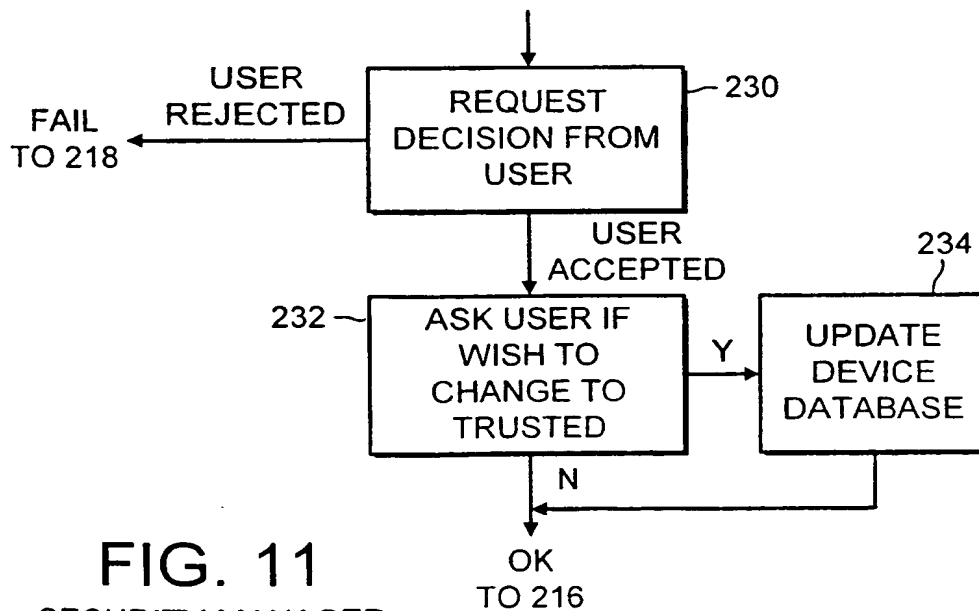 USER
REJECTED
FAIL
TO 218
REQUEST
DECISION FROM
USER
230
USER
ACCEPTED
232
ASK USER IF
WISH TO
CHANGE TO
TRUSTED
Y
234
UPDATE
DEVICE
DATABASE
N
OK
TO 216
FIG. 11